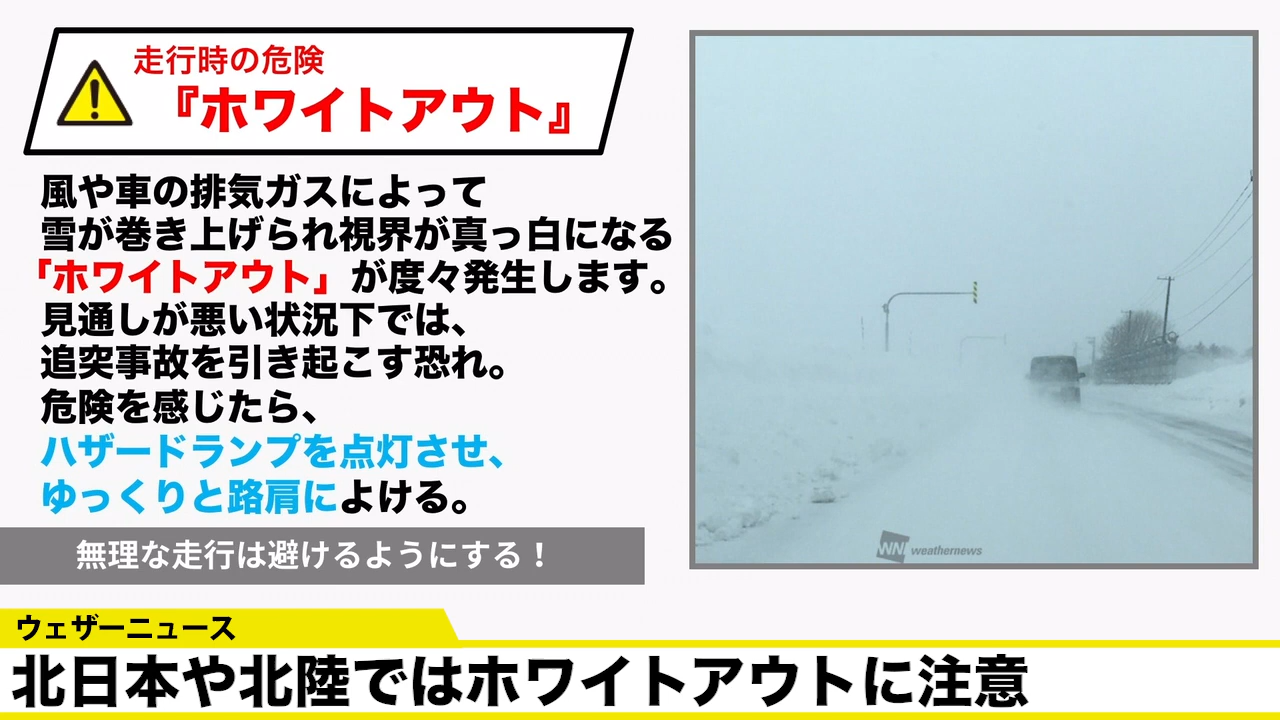 走行時の危険
『ホワイトアウト』
風や車の排気ガスによって
雪が巻き上げられ視界が真っ白になる
「ホワイトアウト」が度々発生します。
見通しが悪い状況下では、
追突事故を引き起こす恐れ。
危険を感じたら、
ハザードランプを点灯させ、
ゆっくりと路肩によける。
無理な走行は避けるようにする！
WN weathernews
ウェザーニュース
北日本や北陸ではホワイトアウトに注意